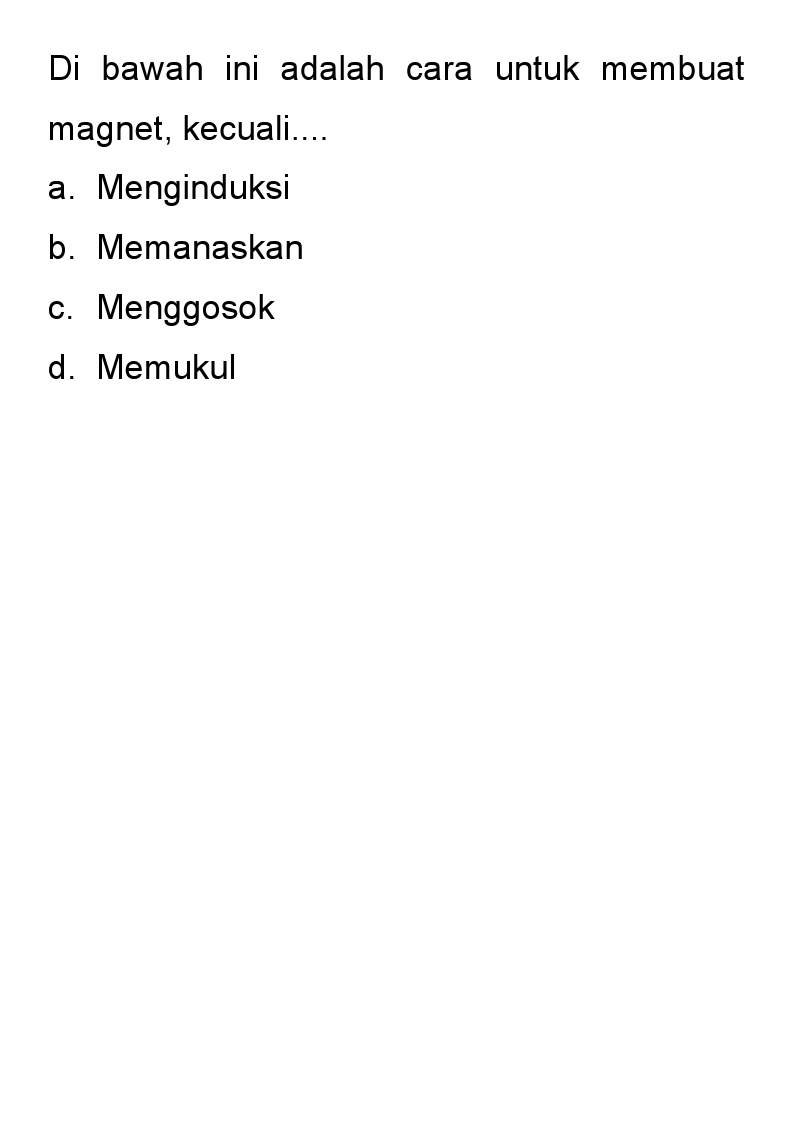 Di bawah ini adalah cara untuk membuat
magnet, kecuali....
a. Menginduksi
b. Memanaskan
c. Menggosok
d. Memukul